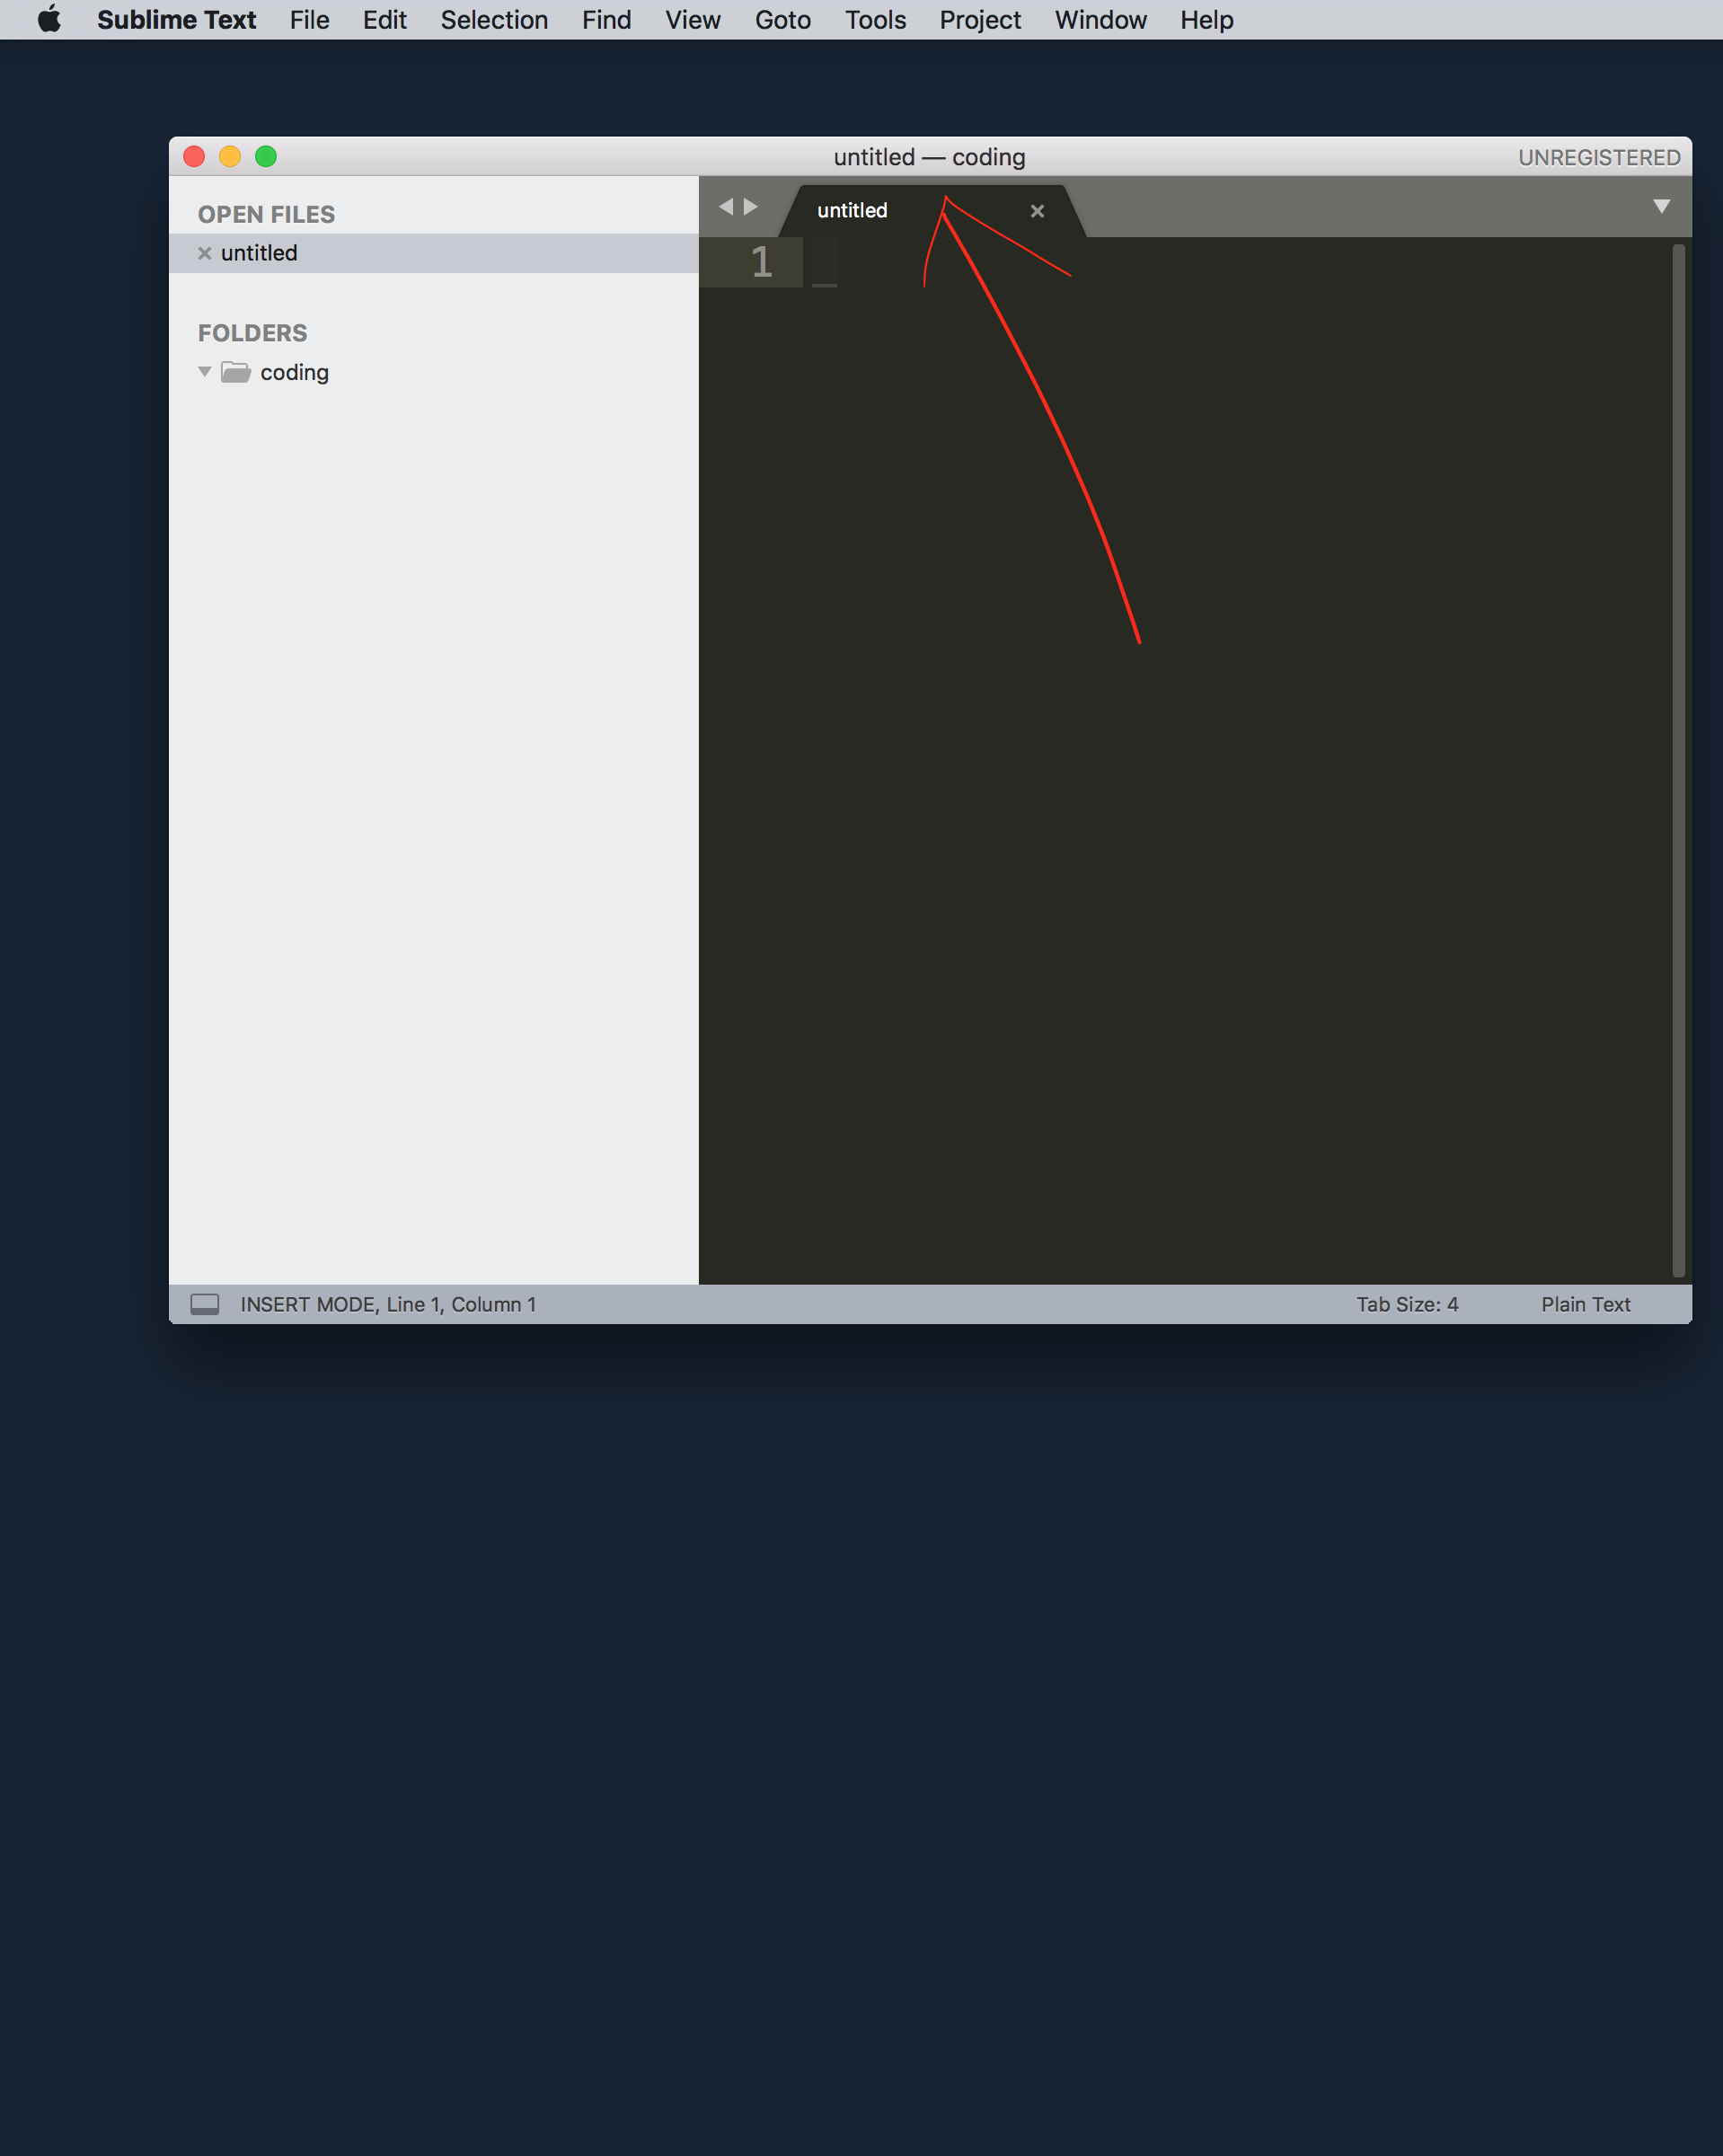 Sublime Text File Edit Selection Find View Goto Tools Project Window Help
untitled — coding
UNREGISTERED
OPEN FILES
untitled
FOLDERS
coding
untitled
1
INSERT MODE, Line 1, Column 1
Tab Size: 4
Plain Text